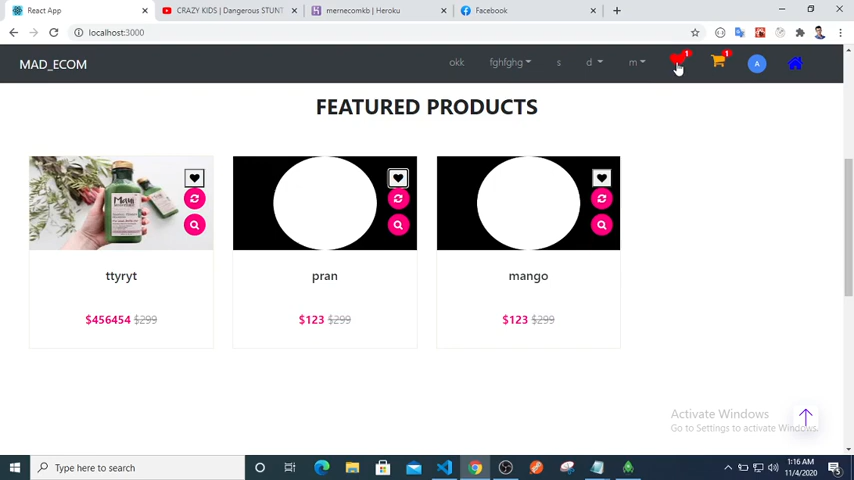 React App
CRAZY KIDS | Dangerous STUNT
mernecomkb | Heroku
Facebook
localhost:3000
MAD_ECOM
okk
fghfghg
s
d
m
1
1
A
FEATURED PRODUCTS
ttyryt
pran
mango
$456454 $299
$123 $299
$123 $299
Activate Windows
Go to Settings to activate Windows.
Type here to search
1:16 AM
11/4/2020